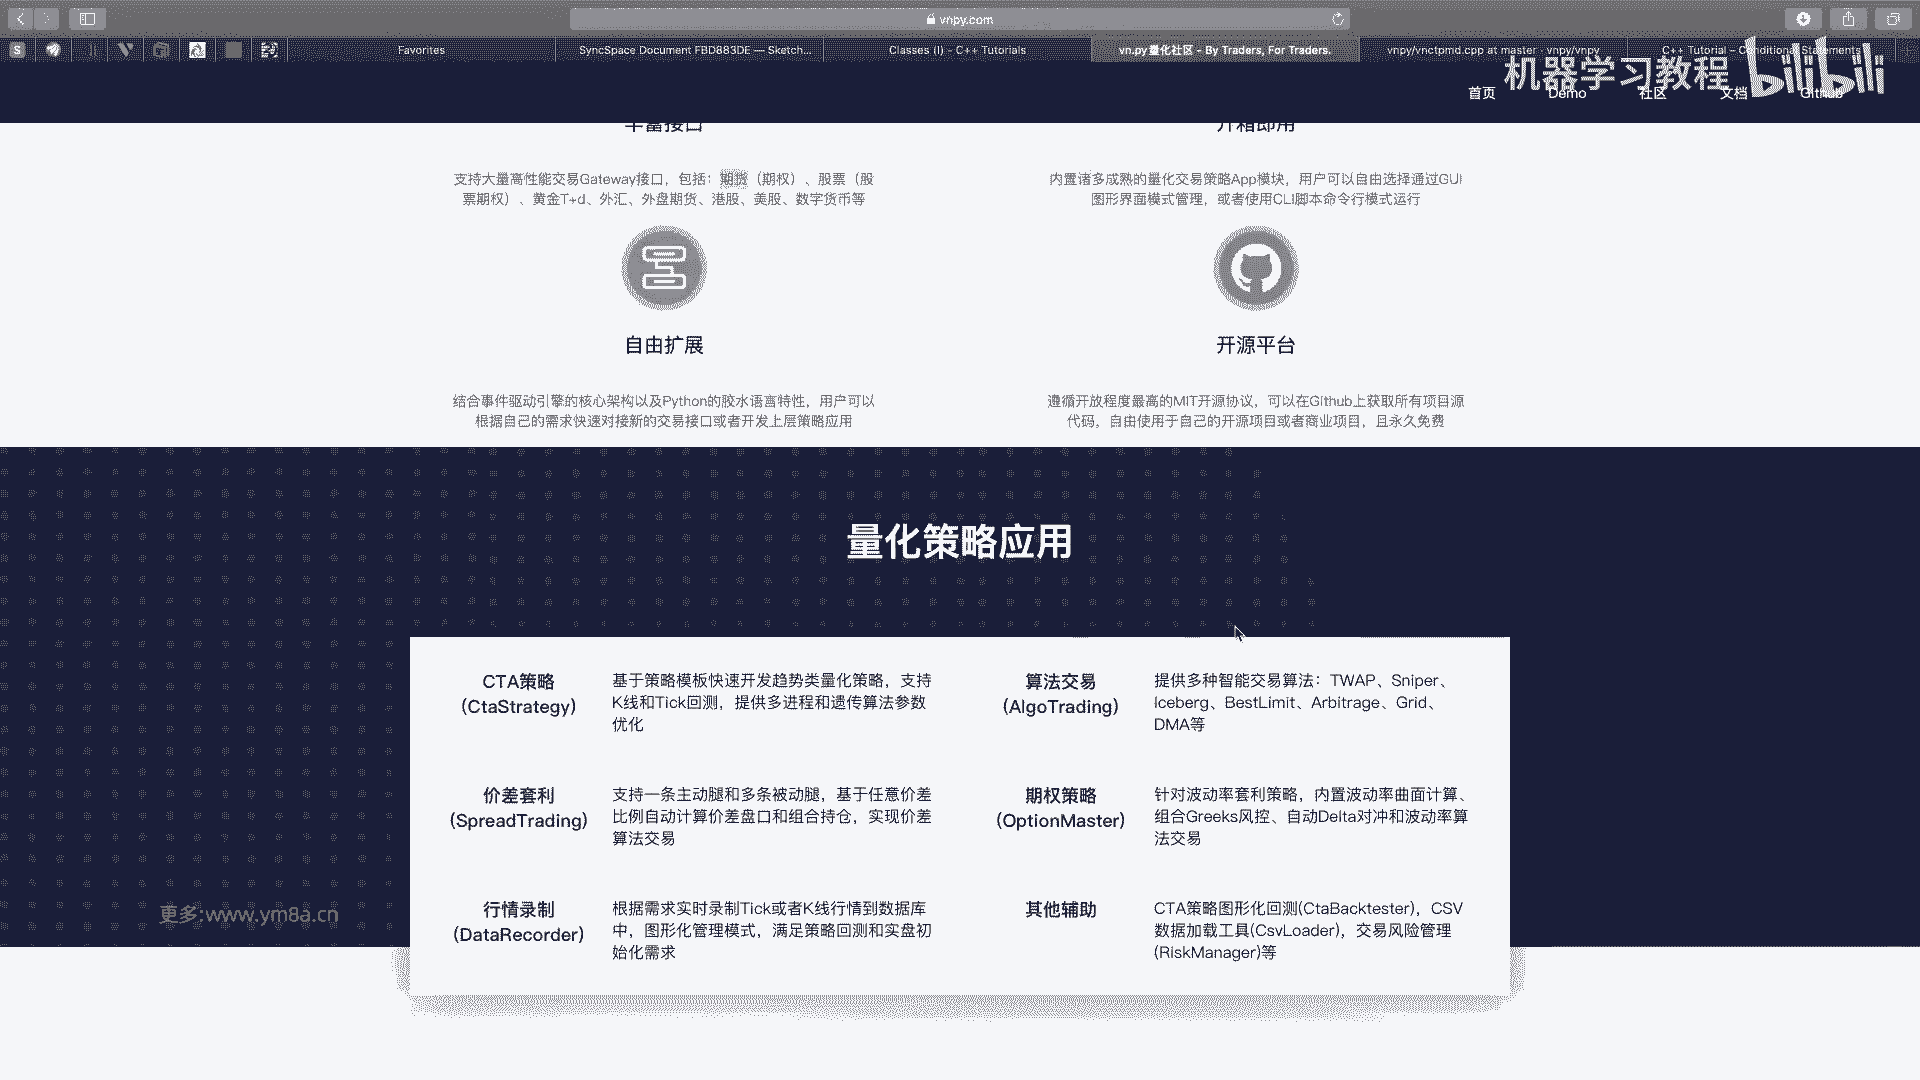 vnpy.com
Favorites
SyncSpace Document FBD883DE — Sketch...
Classes (I) - C++ Tutorials
vn.py量化社区 - By Traders, For Traders.
vnpy/vnctpmd.cpp at master · vnpy/vnpy
C++ Tutorial – Conditional Statements
机器学习教程 bilibili
首页 Demo 社区 文档 Github
丰富接口
开箱即用
支持大量高性能交易Gateway接口，包括：期货（期权）、股票（股
票期权）、黄金T+d、外汇、外盘期货、港股、美股、数字货币等
内置诸多成熟的量化交易策略App模块，用户可以自由选择通过GUI
图形界面模式管理，或者使用CLI脚本命令行模式运行
自由扩展
开源平台
结合事件驱动引擎的核心架构以及Python的胶水语言特性，用户可以
根据自己的需求快速对接新的交易接口或者开发上层策略应用
遵循开放程度最高的MIT开源协议，可以在Github上获取所有项目源
代码，自由使用于自己的开源项目或者商业项目，且永久免费
量化策略应用
CTA策略
(CtaStrategy)
基于策略模板快速开发趋势类量化策略，支持
K线和Tick回测，提供多进程和遗传算法参数
优化
算法交易
(AlgoTrading)
提供多种智能交易算法：TWAP、Sniper、
Iceberg、BestLimit、Arbitrage、Grid、
DMA等
价差套利
(SpreadTrading)
支持一条主动腿和多条被动腿，基于任意价差
比例自动计算价差盘口和组合持仓，实现价差
算法交易
期权策略
(OptionMaster)
针对波动率套利策略，内置波动率曲面计算、
组合Greeks风控、自动Delta对冲和波动率算
法交易
行情录制
(DataRecorder)
根据需求实时录制Tick或者K线行情到数据库
中，图形化管理模式，满足策略回测和实盘初
始化需求
其他辅助
CTA策略图形化回测(CtaBacktester)，CSV
数据加载工具(CsvLoader)，交易风险管理
(RiskManager)等
更多:www.ym8a.cn